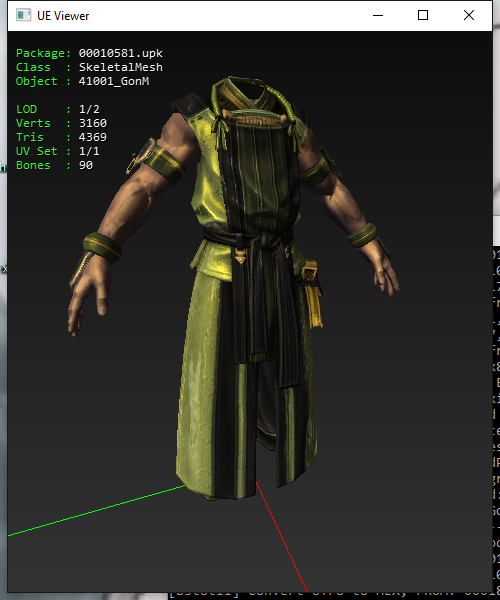 UE Viewer
Package: 00010581.upk
Class : SkeletalMesh
Object : 41001_GonM
LOD : 1/2
Verts : 3160
Tris : 4369
UV Set : 1/1
Bones : 90